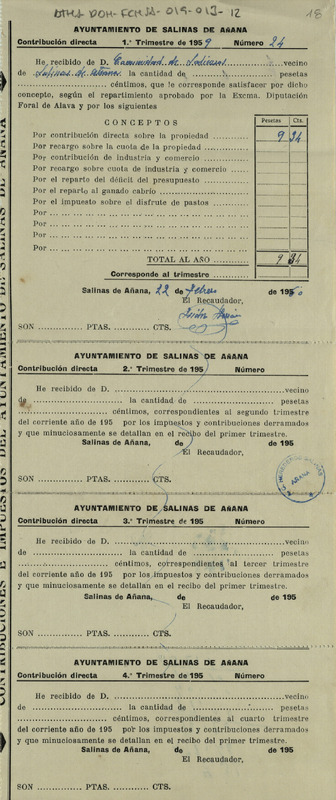 DTHA-DOH-FCHSA-019-013-12
18
AYUNTAMIENTO DE SALINAS DE AÑANA
Contribución directa 1.º Trimestre de 1959 Número 24
He recibido de D. Comunidad de vecino
de Salinas de Añana la cantidad de pesetas
céntimos, que le corresponde satisfacer por dicho
concepto, según el repartimiento aprobado por la Excma. Diputación
Foral de Alava y por los siguientes
CONCEPTOS Pesetas Cts.
Por contribución directa sobre la propiedad 9 34
Por recargo sobre la cuota de la propiedad
Por contribución de industria y comercio
Por recargo sobre cuota de industria y comercio
Por el reparto del déficit del presupuesto
Por el reparto al ganado cabrío
Por el impuesto sobre el disfrute de pastos
Por
Por
Por
Por
TOTAL AL AÑO 9 34
Corresponde al trimestre
Salinas de Añana, 22 de febrero de 1960
El Recaudador,
SON PTAS. CTS.
AYUNTAMIENTO DE SALINAS DE AÑANA
Contribución directa 2.º Trimestre de 195 Número
He recibido de D. vecino
de la cantidad de pesetas
céntimos, correspondientes al segundo trimestre
del corriente año de 195 por los impuestos y contribuciones derramados
y que minuciosamente se detallan en el recibo del primer trimestre.
Salinas de Añana, de de 195
El Recaudador,
SON PTAS. CTS.
AÑANA
AYUNTAMIENTO DE SALINAS DE AÑANA
Contribución directa 3.º Trimestre de 195 Número
He recibido de D. vecino
de la cantidad de pesetas
céntimos, correspondientes al tercer trimestre
del corriente año de 195 por los impuestos y contribuciones derramados
y que minuciosamente se detallan en el recibo del primer trimestre.
Salinas de Añana, de de 195
El Recaudador,
SON PTAS. CTS.
AYUNTAMIENTO DE SALINAS DE AÑANA
Contribución directa 4.º Trimestre de 195 Número
He recibido de D. vecino
de la cantidad de pesetas
céntimos, correspondientes al cuarto trimestre
del corriente año de 195 por los impuestos y contribuciones derramados
y que minuciosamente se detallan en el recibo del primer trimestre.
Salinas de Añana, de de 195
El Recaudador,
SON PTAS. CTS.
CONTRIBUCIONES E IMPUESTOS DEL AYUNTAMIENTO DE SALINAS DE AÑANA